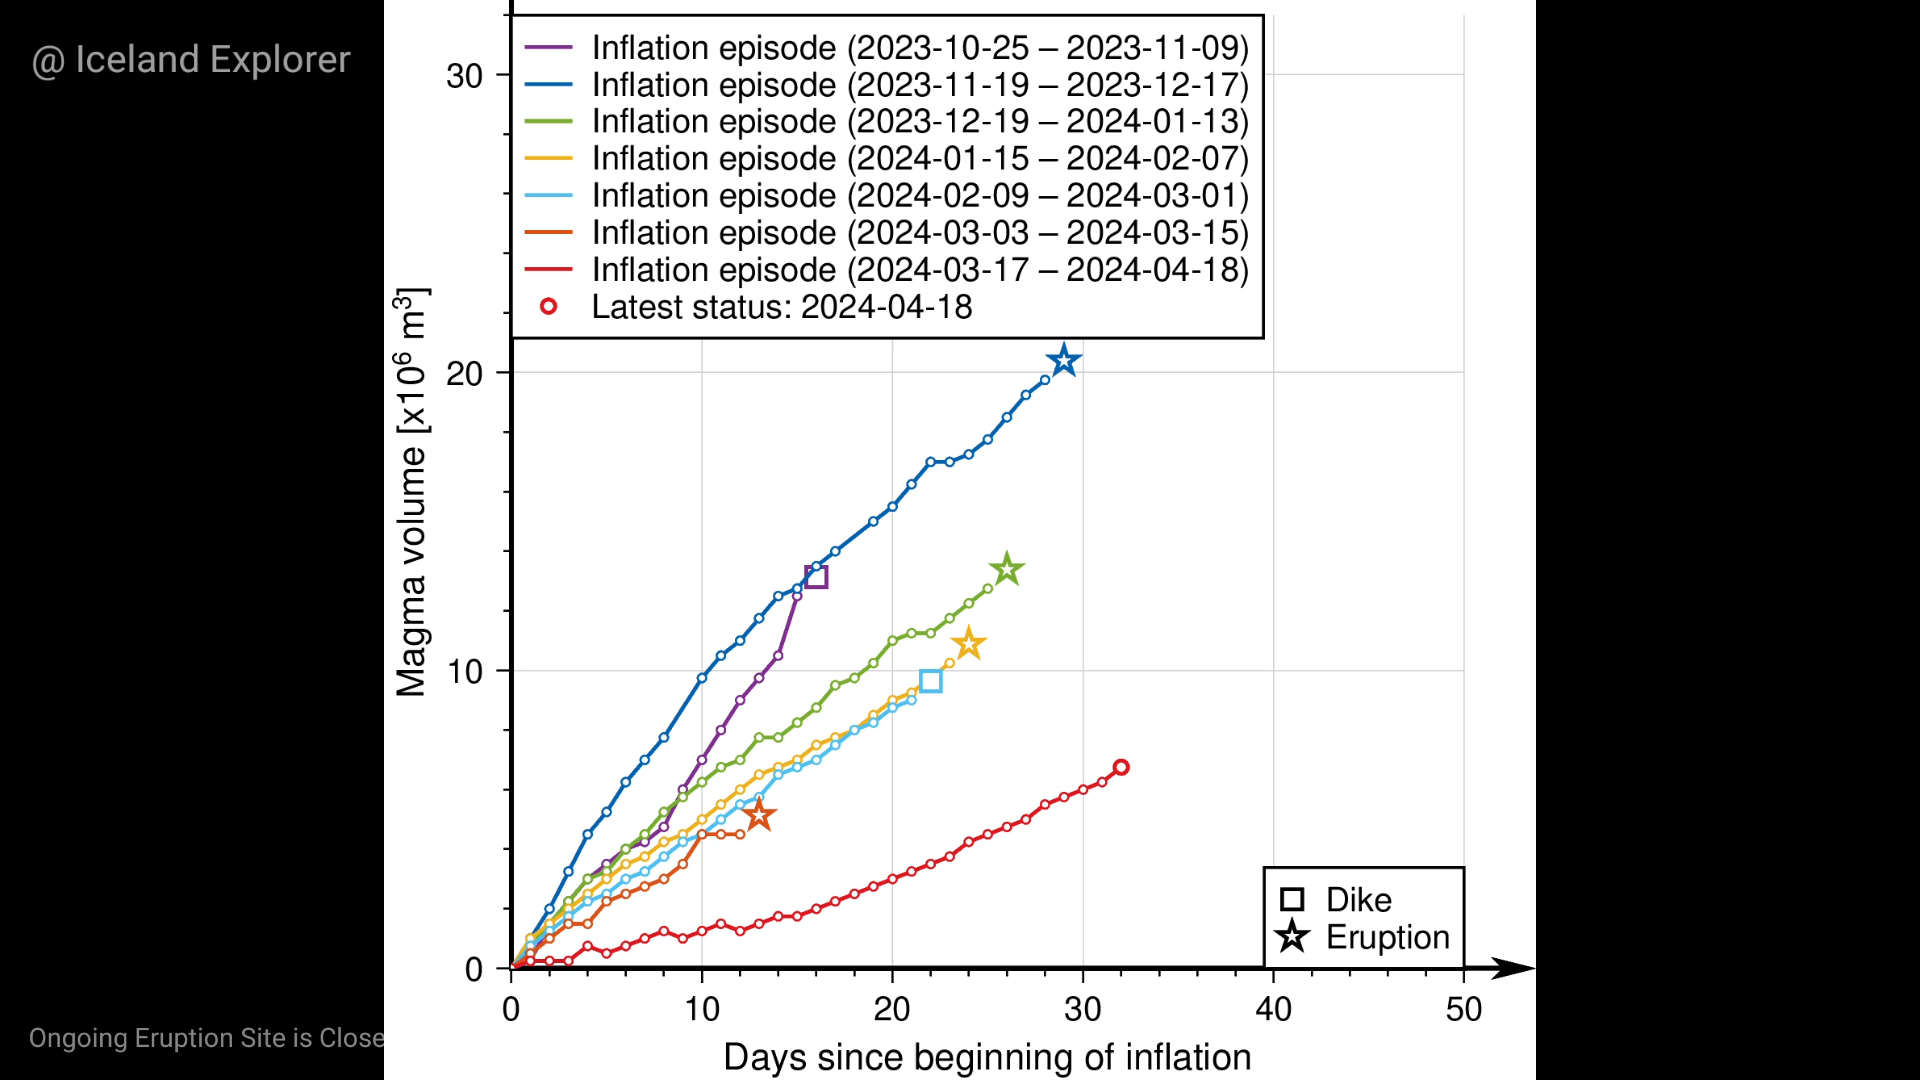 @ Iceland Explorer
Inflation episode (2023-10-25 – 2023-11-09)
Inflation episode (2023-11-19 – 2023-12-17)
Inflation episode (2023-12-19 – 2024-01-13)
Inflation episode (2024-01-15 – 2024-02-07)
Inflation episode (2024-02-09 – 2024-03-01)
Inflation episode (2024-03-03 – 2024-03-15)
Inflation episode (2024-03-17 – 2024-04-18)
Latest status: 2024-04-18
Magma volume [x10⁶ m³]
30
20
10
0
Dike
Eruption
0 10 20 30 40 50
Days since beginning of inflation
Ongoing Eruption Site is Close